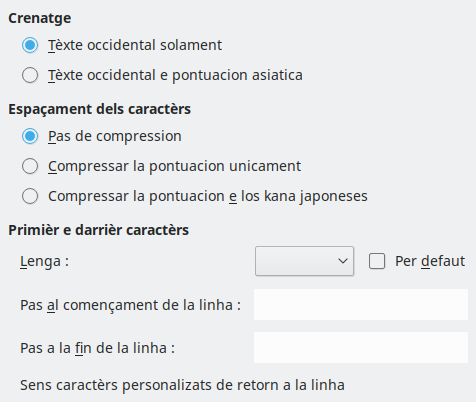 Crenatge
Tèxte occidental solament
Tèxte occidental e pontuacion asiatica
Espaçament dels caractèrs
Pas de compression
Compressar la pontuacion unicament
Compressar la pontuacion e los kana japoneses
Primièr e darrièr caractèrs
Lenga :
Per defaut
Pas al començament de la linha :
Pas a la fin de la linha :
Sens caractèrs personalizats de retorn a la linha